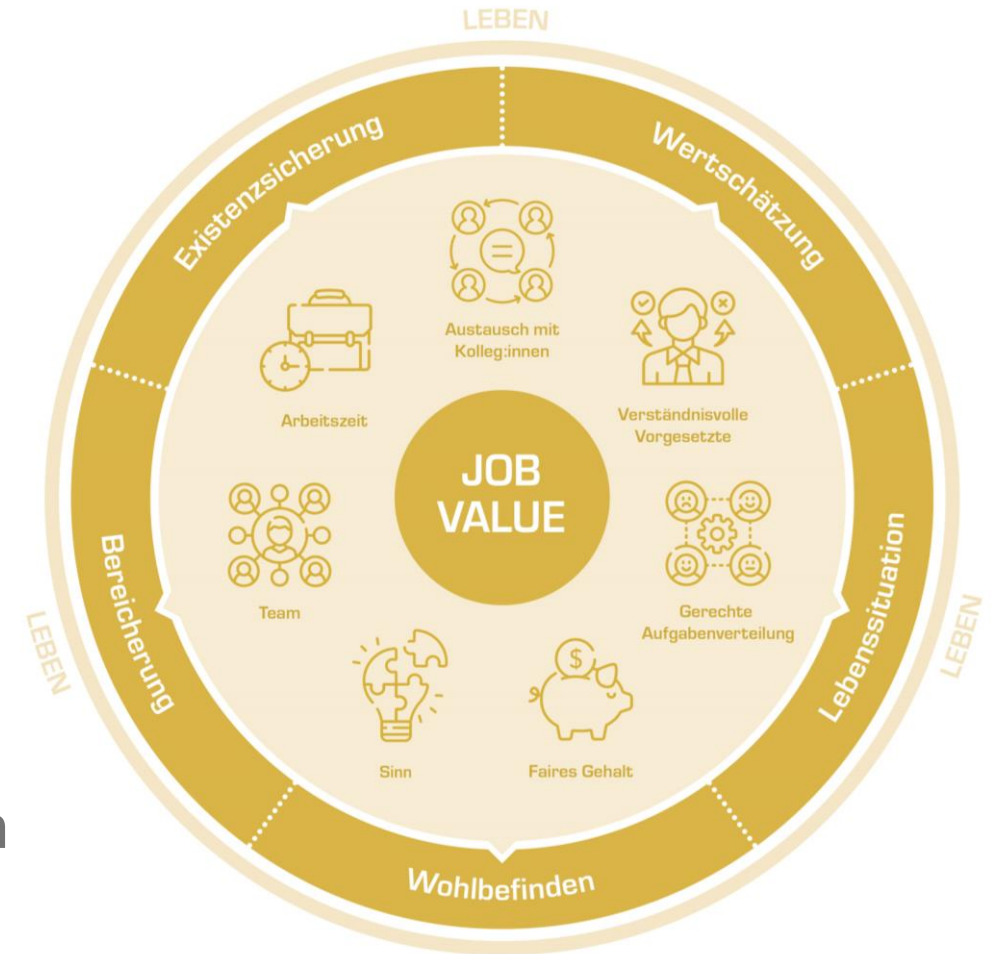 LEBEN
Existenzsicherung
Wertschätzung
Austausch mit
Kolleg:innen
Arbeitszeit
Verständnisvolle
Vorgesetzte
JOB
VALUE
Team
Gerechte
Aufgabenverteilung
Bereicherung
Lebenssituation
LEBEN
LEBEN
Sinn
Faires Gehalt
Wohlbefinden